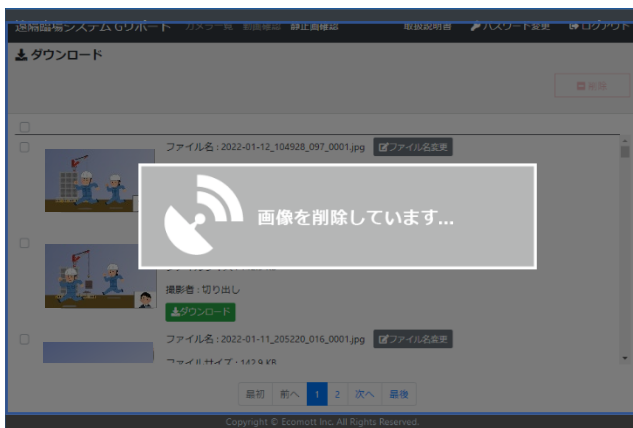 遠隔臨場システム Gリポート カメラ一覧 動画確認 静止画確認 取扱説明書 パスワード変更 ログアウト
ダウンロード
削除
ファイル名 : 2022-01-12_104928_097_0001.jpg ファイル名変更
画像を削除しています...
撮影者 : 切り出し
ダウンロード
ファイル名 : 2022-01-11_205220_016_0001.jpg ファイル名変更
ファイルサイズ : 142.9 KB
最初 前へ 1 2 次へ 最後
Copyright © Ecomott Inc. All Rights Reserved.